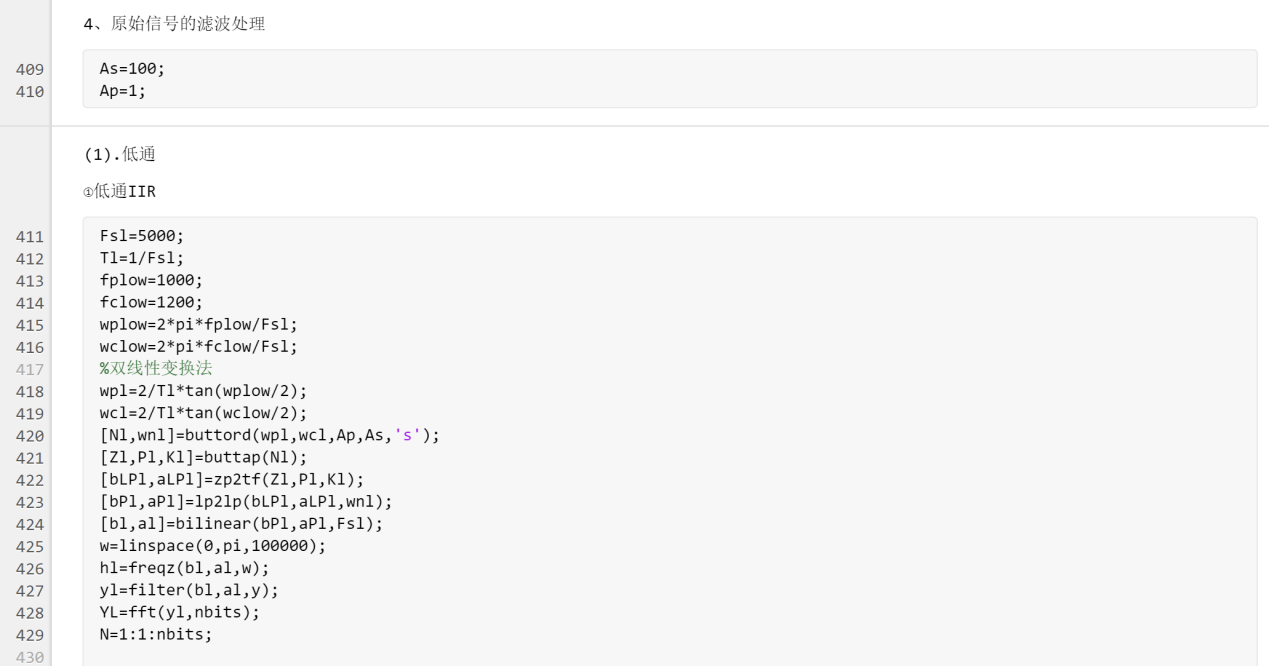 4、原始信号的滤波处理
409 As=100;
410 Ap=1;
(1).低通
①低通IIR
411 Fsl=5000;
412 Tl=1/Fsl;
413 fplow=1000;
414 fclow=1200;
415 wplow=2*pi*fplow/Fsl;
416 wclow=2*pi*fclow/Fsl;
417 %双线性变换法
418 wpl=2/Tl*tan(wplow/2);
419 wcl=2/Tl*tan(wclow/2);
420 [Nl,wnl]=buttord(wpl,wcl,Ap,As,'s');
421 [Zl,Pl,Kl]=buttap(Nl);
422 [bLPl,aLPl]=zp2tf(Zl,Pl,Kl);
423 [bPl,aPl]=lp2lp(bLPl,aLPl,wnl);
424 [bl,al]=bilinear(bPl,aPl,Fsl);
425 w=linspace(0,pi,100000);
426 hl=freqz(bl,al,w);
427 yl=filter(bl,al,y);
428 YL=fft(yl,nbits);
429 N=1:1:nbits;
430